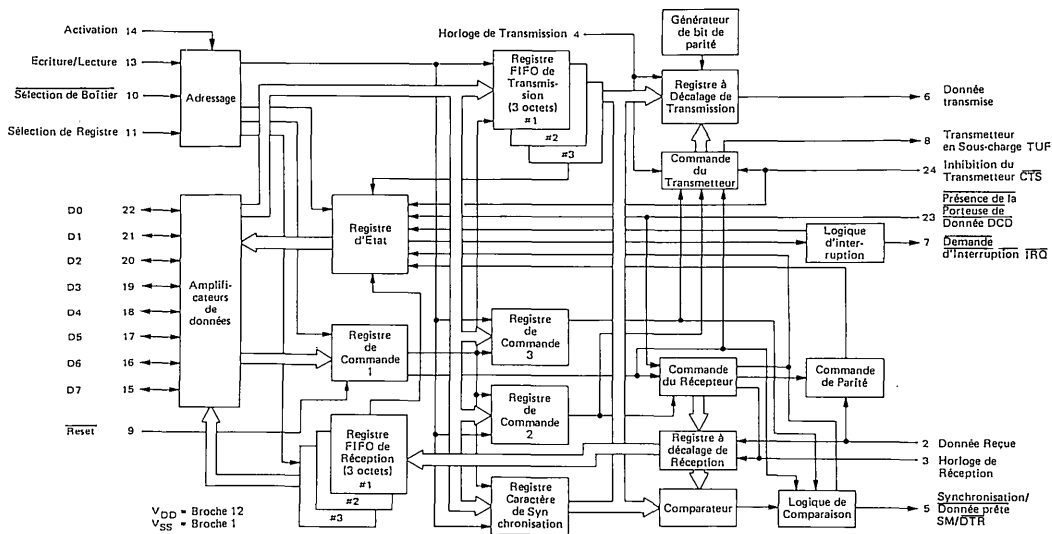 Activation 14
Ecriture/Lecture 13
Sélection de Boîtier 10
Sélection de Registre 11
Adressage
Horloge de Transmission 4
Registre
FIFO de
Transmis-
sion
(3 octets)
#1
#2
#3
Générateur
de bit de
parité
Registre à
Décalage de
Transmission
6 Donnée
transmise
8 Transmetteur
en Sous-charge TUF
Commande
du
Transmetteur
24 Inhibition du
Transmetteur CTS
Présence de la
23 Porteuse de
Donnée DCD
Logique
d'inter-
ruption
7 Demande
d'Interruption IRQ
D0 22
D1 21
D2 20
D3 19
D4 18
D5 17
D6 16
D7 15
Amplifi-
cateurs
de
données
Registre
d'Etat
Registre
de
Commande
1
Registre
de
Commande
3
Registre
de
Commande
2
Commande
du Récepteur
Commande
de Parité
Reset 9
Registre
FIFO de
Réception
(3 octets)
#1
#2
#3
Registre à
décalage de
Réception
2 Donnée Reçue
3 Horloge de
Réception
Registre
Caractère
de Syn
chronisation
Comparateur
Logique de
Comparaison
5 Synchronisation/
Donnée prête
SM/DTR
VDD = Broche 12
VSS = Broche 1